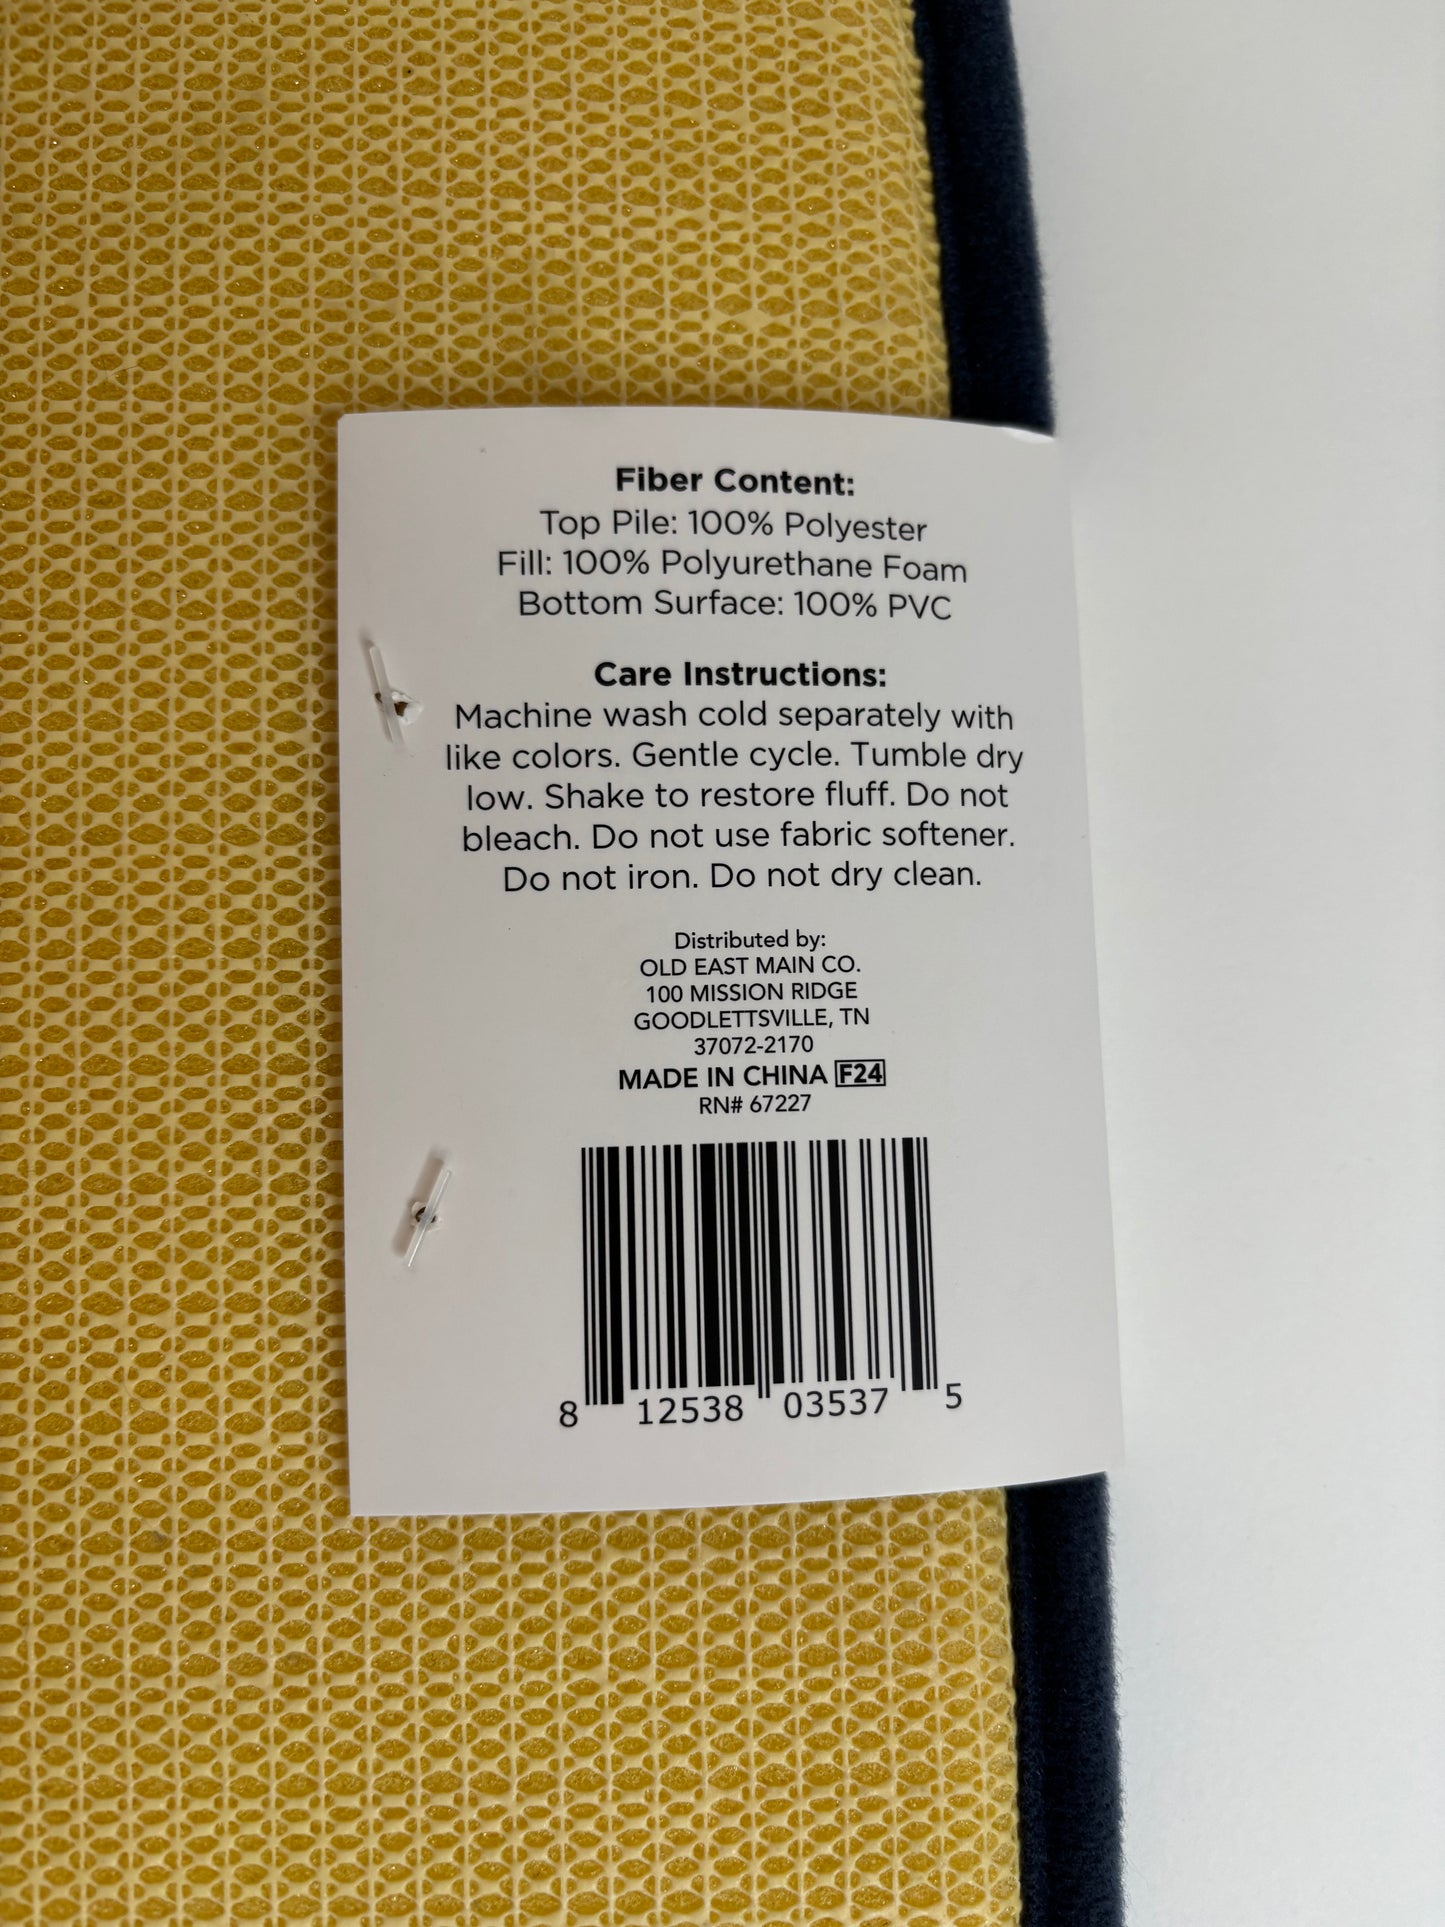 Fiber Content:
Top Pile: 100% Polyester
Fill: 100% Polyurethane Foam
Bottom Surface: 100% PVC
Care Instructions:
Machine wash cold separately with
like colors. Gentle cycle. Tumble dry
low. Shake to restore fluff. Do not
bleach. Do not use fabric softener.
Do not iron. Do not dry clean.
Distributed by:
OLD EAST MAIN CO.
100 MISSION RIDGE
GOODLETTSVILLE, TN
37072-2170
MADE IN CHINA F24
RN# 67227
8 12538 03537 5